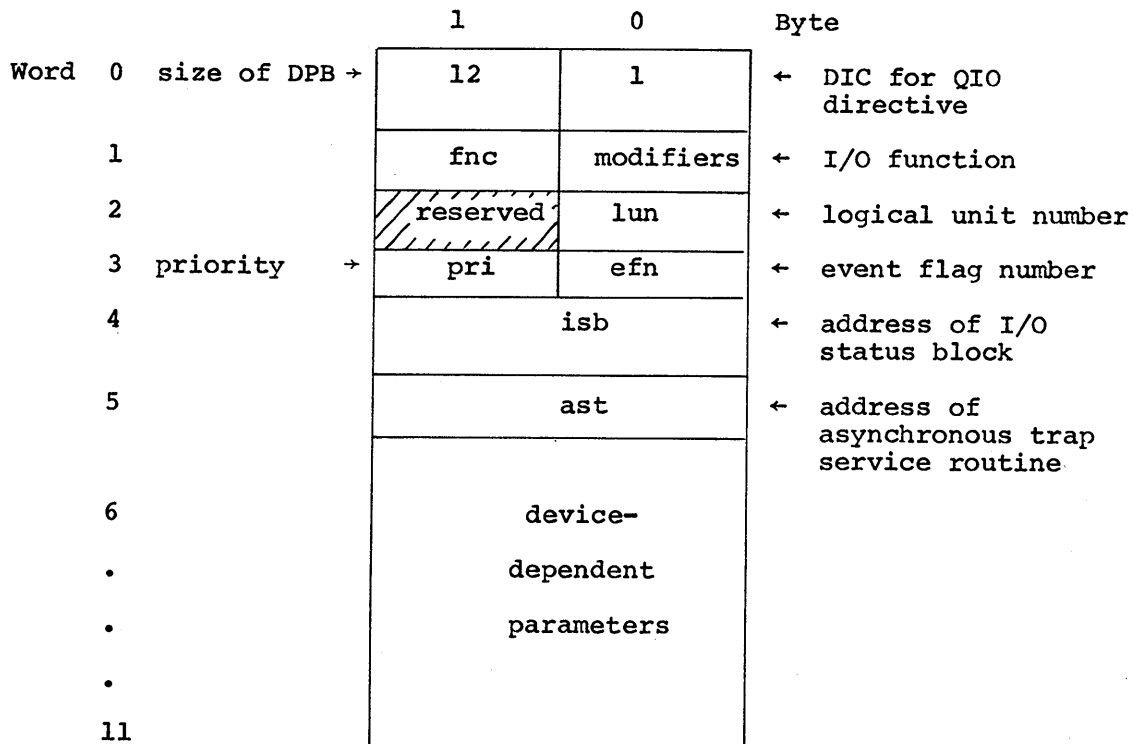 1 0 Byte
Word 0 size of DPB → 12 1 ← DIC for QIO
directive
1 fnc modifiers ← I/O function
2 reserved lun ← logical unit number
3 priority → pri efn ← event flag number
4 isb ← address of I/O
status block
5 ast ← address of
asynchronous trap
service routine
6 device-
. dependent
. parameters
.
11